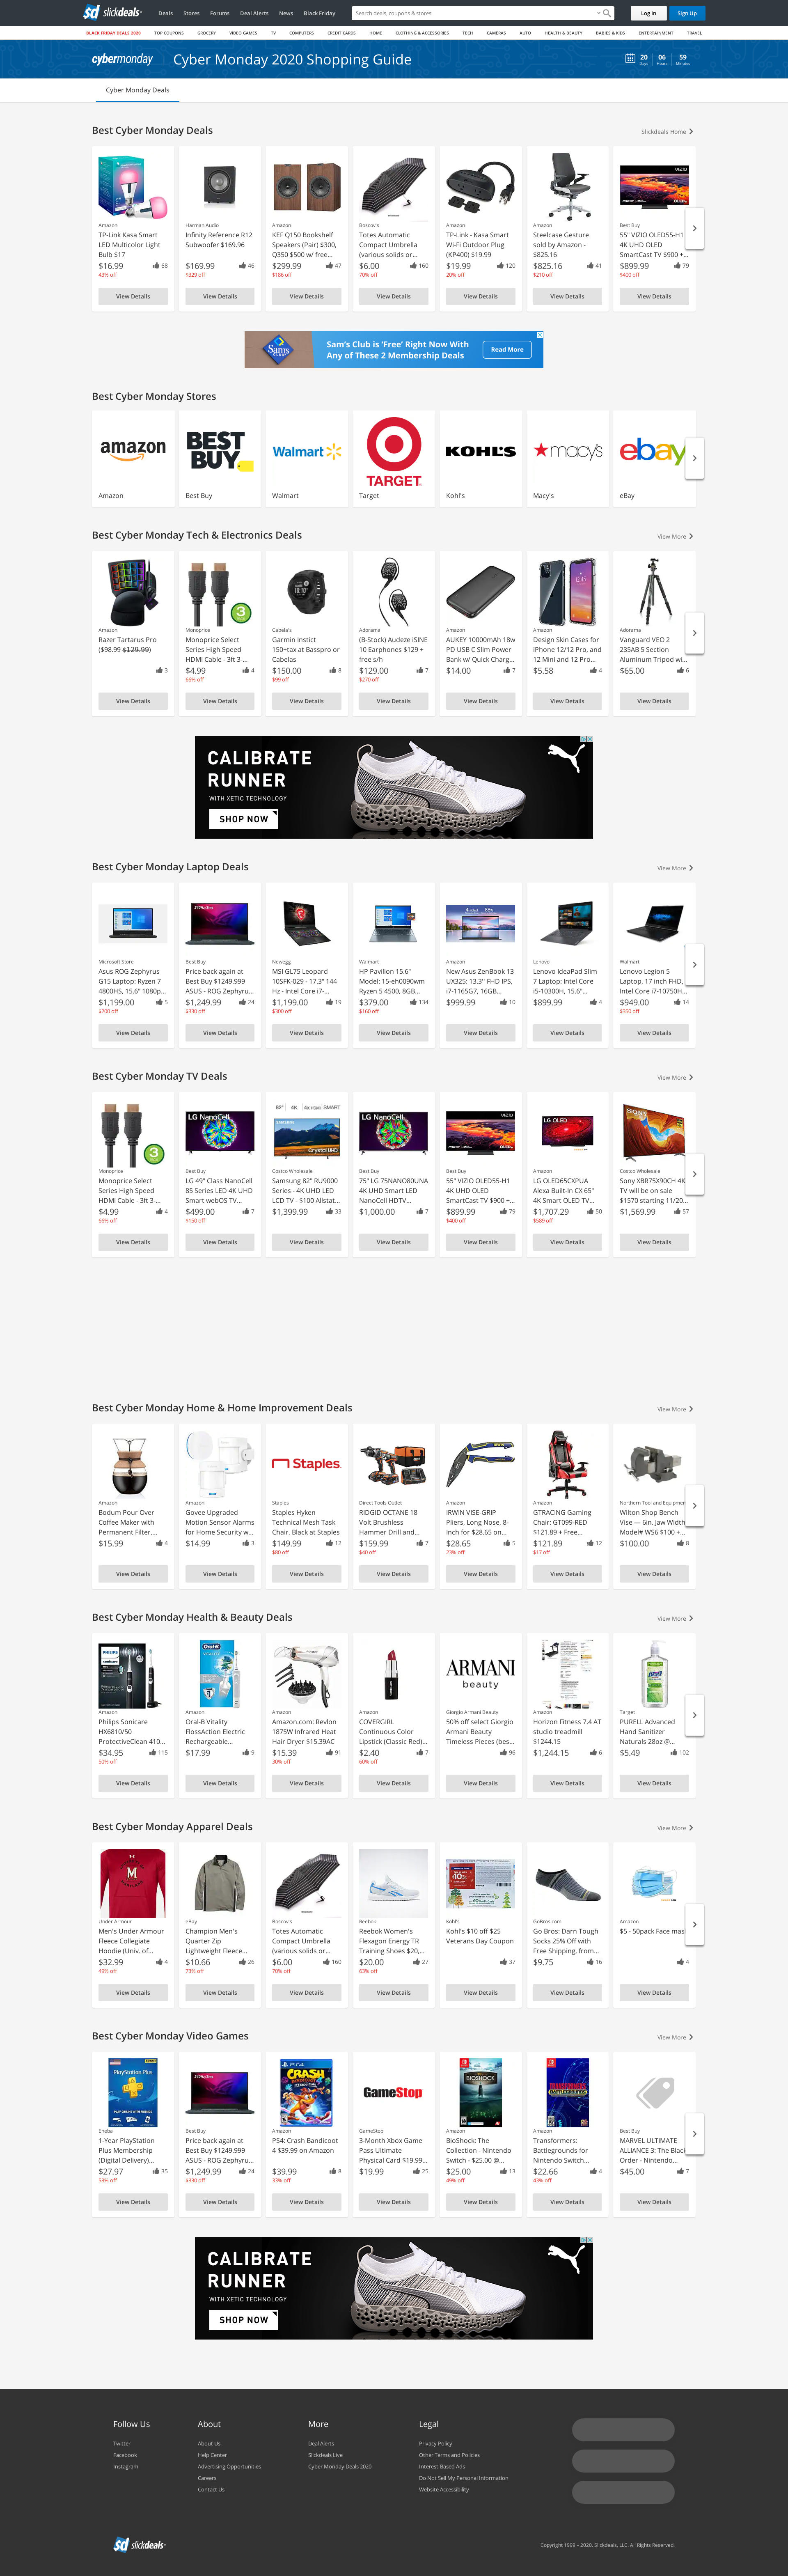 sd slickdeals
Deals Stores Forums Deal Alerts News Black Friday
Search deals, coupons & stores
Log In
Sign Up
BLACK FRIDAY DEALS 2020 TOP COUPONS GROCERY VIDEO GAMES TV COMPUTERS CREDIT CARDS HOME CLOTHING & ACCESSORIES TECH CAMERAS AUTO HEALTH & BEAUTY BABIES & KIDS ENTERTAINMENT TRAVEL
cybermonday
Cyber Monday 2020 Shopping Guide
20 06 59
Days Hours Minutes
Cyber Monday Deals
Best Cyber Monday Deals
Slickdeals Home
Amazon
TP-Link Kasa Smart
LED Multicolor Light
Bulb $17
$16.99 68
43% off
View Details
Harman Audio
Infinity Reference R12
Subwoofer $169.96
$169.99 46
$329 off
View Details
Amazon
KEF Q150 Bookshelf
Speakers (Pair) $300,
Q350 $500 w/ free...
$299.99 47
$186 off
View Details
Boscov's
Totes Automatic
Compact Umbrella
(various solids or...
$6.00 160
70% off
View Details
Amazon
TP-Link - Kasa Smart
Wi-Fi Outdoor Plug
(KP400) $19.99
$19.99 120
20% off
View Details
Amazon
Steelcase Gesture
sold by Amazon -
$825.16
$825.16 41
$210 off
View Details
VIZIO
Best Buy
55" VIZIO OLED55-H1
4K UHD OLED
SmartCast TV $900 +...
$899.99 79
$400 off
View Details
Sam's Club is 'Free' Right Now With
Any of These 2 Membership Deals
Read More
Best Cyber Monday Stores
amazon
Amazon
BEST BUY
Best Buy
Walmart
Walmart
TARGET
Target
KOHL'S
Kohl's
macy's
Macy's
ebay
eBay
Best Cyber Monday Tech & Electronics Deals
View More
Amazon
Razer Tartarus Pro
($98.99 $129.99)
3
View Details
3
Monoprice
Monoprice Select
Series High Speed
HDMI Cable - 3ft 3-...
$4.99 4
66% off
View Details
Cabela's
Garmin Instict
150+tax at Basspro or
Cabelas
$150.00 8
$99 off
View Details
Adorama
(B-Stock) Audeze iSINE
10 Earphones $129 +
free s/h
$129.00 7
$270 off
View Details
Amazon
AUKEY 10000mAh 18w
PD USB C Slim Power
Bank w/ Quick Charg...
$14.00 7
View Details
Amazon
Design Skin Cases for
iPhone 12/12 Pro, and
12 Mini and 12 Pro...
$5.58 4
View Details
Adorama
Vanguard VEO 2
235AB 5 Section
Aluminum Tripod wi...
$65.00 6
View Details
CALIBRATE
RUNNER
WITH XETIC TECHNOLOGY
SHOP NOW
Best Cyber Monday Laptop Deals
View More
Microsoft Store
Asus ROG Zephyrus
G15 Laptop: Ryzen 7
4800HS, 15.6" 1080p...
$1,199.00 5
$200 off
View Details
Best Buy
Price back again at
Best Buy $1249.999
ASUS - ROG Zephyru...
$1,249.99 24
$330 off
View Details
Newegg
MSI GL75 Leopard
10SFK-029 - 17.3" 144
Hz - Intel Core i7-...
$1,199.00 19
$300 off
View Details
Walmart
HP Pavilion 15.6"
Model: 15-eh0090wm
Ryzen 5 4500, 8GB...
$379.00 134
$160 off
View Details
Amazon
New Asus ZenBook 13
UX325: 13.3'' FHD IPS,
i7-1165G7, 16GB...
$999.99 10
View Details
Lenovo
Lenovo IdeaPad Slim
7 Laptop: Intel Core
i5-10300H, 15.6"...
$899.99 4
View Details
Walmart
Lenovo Legion 5
Laptop, 17 inch FHD,
Intel Core i7-10750H...
$949.00 14
$350 off
View Details
Best Cyber Monday TV Deals
View More
3
Monoprice
Monoprice Select
Series High Speed
HDMI Cable - 3ft 3-...
$4.99 4
66% off
View Details
LG NanoCell
Best Buy
LG 49" Class NanoCell
85 Series LED 4K UHD
Smart webOS TV...
$499.00 7
$150 off
View Details
82" 4K SMART
Crystal UHD
Costco Wholesale
Samsung 82" RU9000
Series - 4K UHD LED
LCD TV - $100 Allstat...
$1,399.99 33
View Details
LG NanoCell
Best Buy
75" LG 75NANO80UNA
4K UHD Smart LED
NanoCell HDTV...
$1,000.00 7
View Details
VIZIO
Best Buy
55" VIZIO OLED55-H1
4K UHD OLED
SmartCast TV $900 +...
$899.99 79
$400 off
View Details
LG OLED
Amazon
LG OLED65CXPUA
Alexa Built-In CX 65"
4K Smart OLED TV...
$1,707.29 50
$589 off
View Details
SONY
Costco Wholesale
Sony XBR75X90CH 4K
TV will be on sale
$1570 starting 11/20...
$1,569.99 57
View Details
Best Cyber Monday Home & Home Improvement Deals
View More
Amazon
Bodum Pour Over
Coffee Maker with
Permanent Filter,...
$15.99 4
View Details
Amazon
Govee Upgraded
Motion Sensor Alarms
for Home Security w...
$14.99 3
View Details
Staples
Staples
Staples Hyken
Technical Mesh Task
Chair, Black at Staples
$149.99 12
$80 off
View Details
Direct Tools Outlet
RIDGID OCTANE 18
Volt Brushless
Hammer Drill and...
$159.99 7
$40 off
View Details
Amazon
IRWIN VISE-GRIP
Pliers, Long Nose, 8-
Inch for $28.65 on...
$28.65 5
23% off
View Details
Amazon
GTRACING Gaming
Chair: GT099-RED
$121.89 + Free...
$121.89 12
$17 off
View Details
Northern Tool and Equipment
Wilton Shop Bench
Vise — 6in. Jaw Width
Model# WS6 $100 +...
$100.00 8
View Details
Best Cyber Monday Health & Beauty Deals
View More
PHILIPS
Amazon
Philips Sonicare
HX6810/50
ProtectiveClean 410...
$34.95 115
50% off
View Details
Oral-B
Amazon
Oral-B Vitality
FlossAction Electric
Rechargeable...
$17.99 9
View Details
Amazon
Amazon.com: Revlon
1875W Infrared Heat
Hair Dryer $15.39AC
$15.39 91
30% off
View Details
Amazon
COVERGIRL
Continuous Color
Lipstick (Classic Red)...
$2.40 7
60% off
View Details
ARMANI
beauty
Giorgio Armani Beauty
50% off select Giorgio
Armani Beauty
Timeless Pieces (bes...
96
View Details
Amazon
Horizon Fitness 7.4 AT
studio treadmill
$1244.15
$1,244.15 6
View Details
Target
PURELL Advanced
Hand Sanitizer
Naturals 28oz @...
$5.49 102
View Details
Best Cyber Monday Apparel Deals
View More
Under Armour
Men's Under Armour
Fleece Collegiate
Hoodie (Univ. of...
$32.99 4
49% off
View Details
eBay
Champion Men's
Quarter Zip
Lightweight Fleece...
$10.66 26
73% off
View Details
Boscov's
Totes Automatic
Compact Umbrella
(various solids or...
$6.00 160
70% off
View Details
Reebok
Reebok Women's
Flexagon Energy TR
Training Shoes $20,...
$20.00 27
63% off
View Details
Kohl's
Kohl's $10 off $25
Veterans Day Coupon
37
View Details
GoBros.com
Go Bros: Darn Tough
Socks 25% Off with
Free Shipping, from...
$9.75 16
View Details
Amazon
$5 - 50pack Face mas
4
View Details
Best Cyber Monday Video Games
View More
PlayStation Plus
Eneba
1-Year PlayStation
Plus Membership
(Digital Delivery)...
$27.97 35
53% off
View Details
Best Buy
Price back again at
Best Buy $1249.999
ASUS - ROG Zephyru...
$1,249.99 24
$330 off
View Details
PS4
CRASH
Amazon
PS4: Crash Bandicoot
4 $39.99 on Amazon
$39.99 8
33% off
View Details
GameStop
GameStop
3-Month Xbox Game
Pass Ultimate
Physical Card $19.99...
$19.99 25
View Details
BIOSHOCK
Amazon
BioShock: The
Collection - Nintendo
Switch - $25.00 @...
$25.00 13
49% off
View Details
Amazon
Transformers:
Battlegrounds for
Nintendo Switch...
$22.66 4
43% off
View Details
Best Buy
MARVEL ULTIMATE
ALLIANCE 3: The Black
Order - Nintendo...
$45.00 7
View Details
CALIBRATE
RUNNER
WITH XETIC TECHNOLOGY
SHOP NOW
Follow Us
Twitter
Facebook
Instagram
About
About Us
Help Center
Advertising Opportunities
Careers
Contact Us
More
Deal Alerts
Slickdeals Live
Cyber Monday Deals 2020
Legal
Privacy Policy
Other Terms and Policies
Interest-Based Ads
Do Not Sell My Personal Information
Website Accessibility
sd slickdeals
Copyright 1999 – 2020. Slickdeals, LLC. All Rights Reserved.